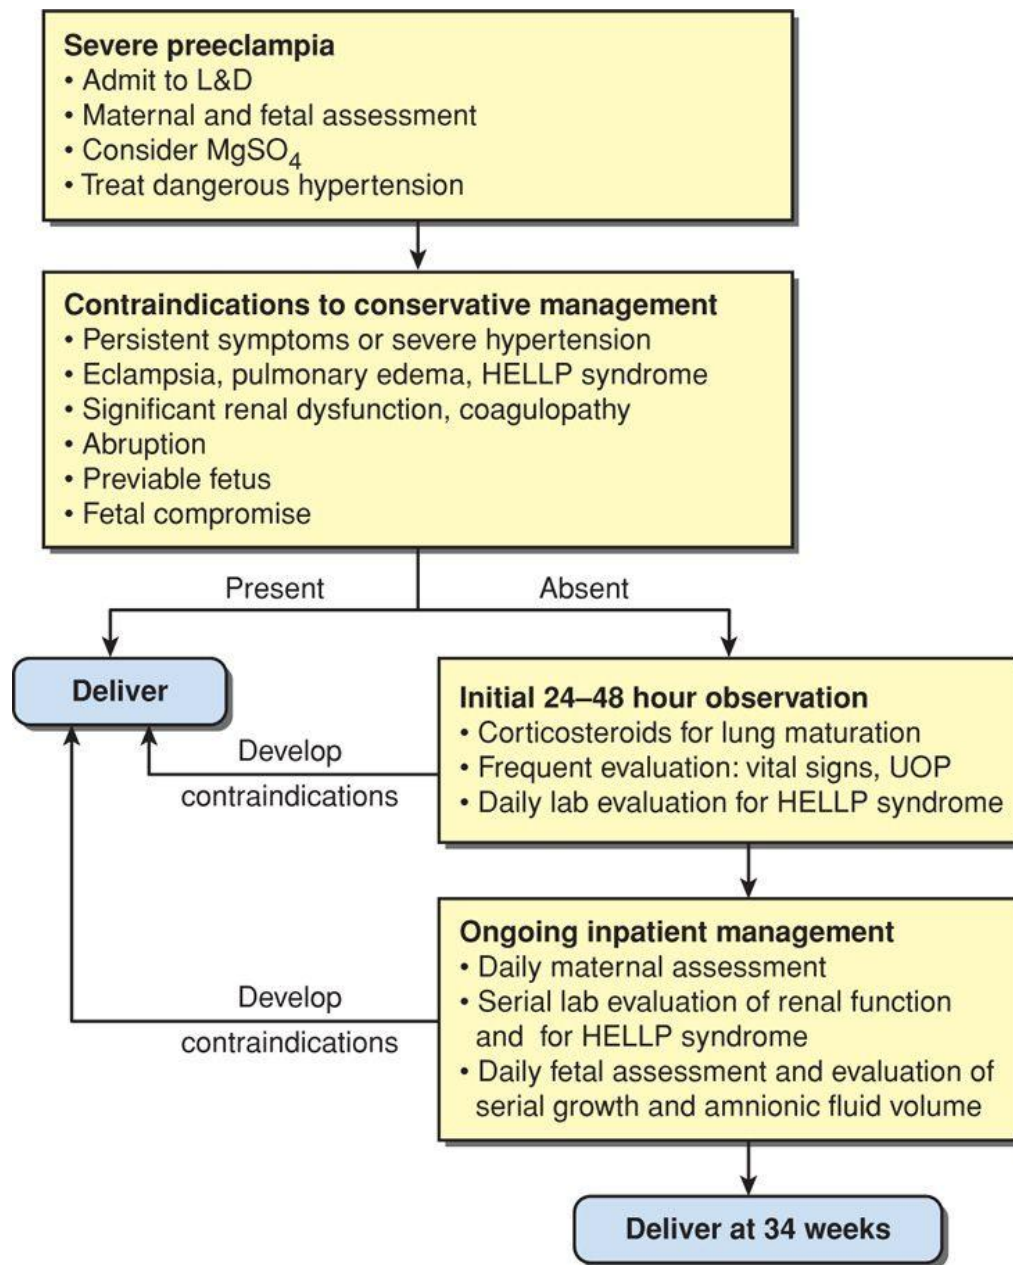 Severe preeclampia
• Admit to L&D
• Maternal and fetal assessment
• Consider MgSO₄
• Treat dangerous hypertension
Contraindications to conservative management
• Persistent symptoms or severe hypertension
• Eclampsia, pulmonary edema, HELLP syndrome
• Significant renal dysfunction, coagulopathy
• Abruption
• Previable fetus
• Fetal compromise
Present
Absent
Deliver
Initial 24–48 hour observation
• Corticosteroids for lung maturation
• Frequent evaluation: vital signs, UOP
• Daily lab evaluation for HELLP syndrome
Develop
contraindications
Ongoing inpatient management
• Daily maternal assessment
• Serial lab evaluation of renal function
and for HELLP syndrome
• Daily fetal assessment and evaluation of
serial growth and amnionic fluid volume
Develop
contraindications
Deliver at 34 weeks